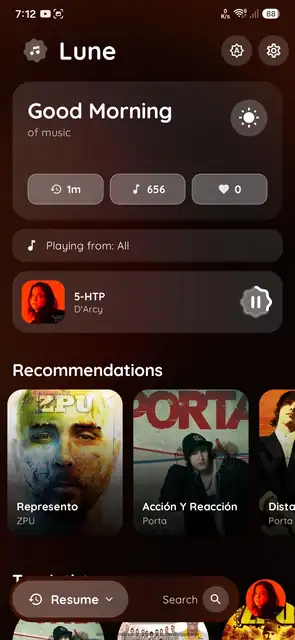 7:12
0
K/s
88
Lune
Good Morning
of music
1m
656
0
Playing from: All
5-HTP
D'Arcy
Recommendations
ZPU
PORTA
Represento
ZPU
Acción Y Reacción
Porta
Dista
Porta
Resume
Search